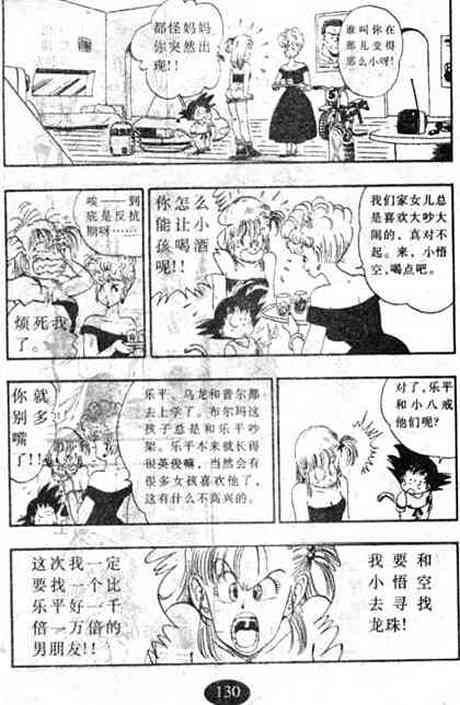 谁叫你在
那儿变得
那么小呀!
都怪妈妈
你突然出
现!!
我们家女儿总
是喜欢大吵大
闹的，真对不
起。来，小悟
空，喝点吧。
你怎么
能让小
孩喝酒
呢!!
唉——到
底是反抗
期呀……
烦死我
了。
对了，乐平
和小八戒
他们呢?
乐平、乌龙和普尔都
去上学了。布尔玛这
孩子总是和乐平吵
架。乐平本来就长得
很英俊嘛，当然会有
很多女孩喜欢他了，
这有什么不高兴的。
你就
别多
嘴
了!!
我要和
小悟空
去寻找
龙珠!
这次我一定
要找一个比
乐平好一千
倍一万倍的
男朋友!!
130